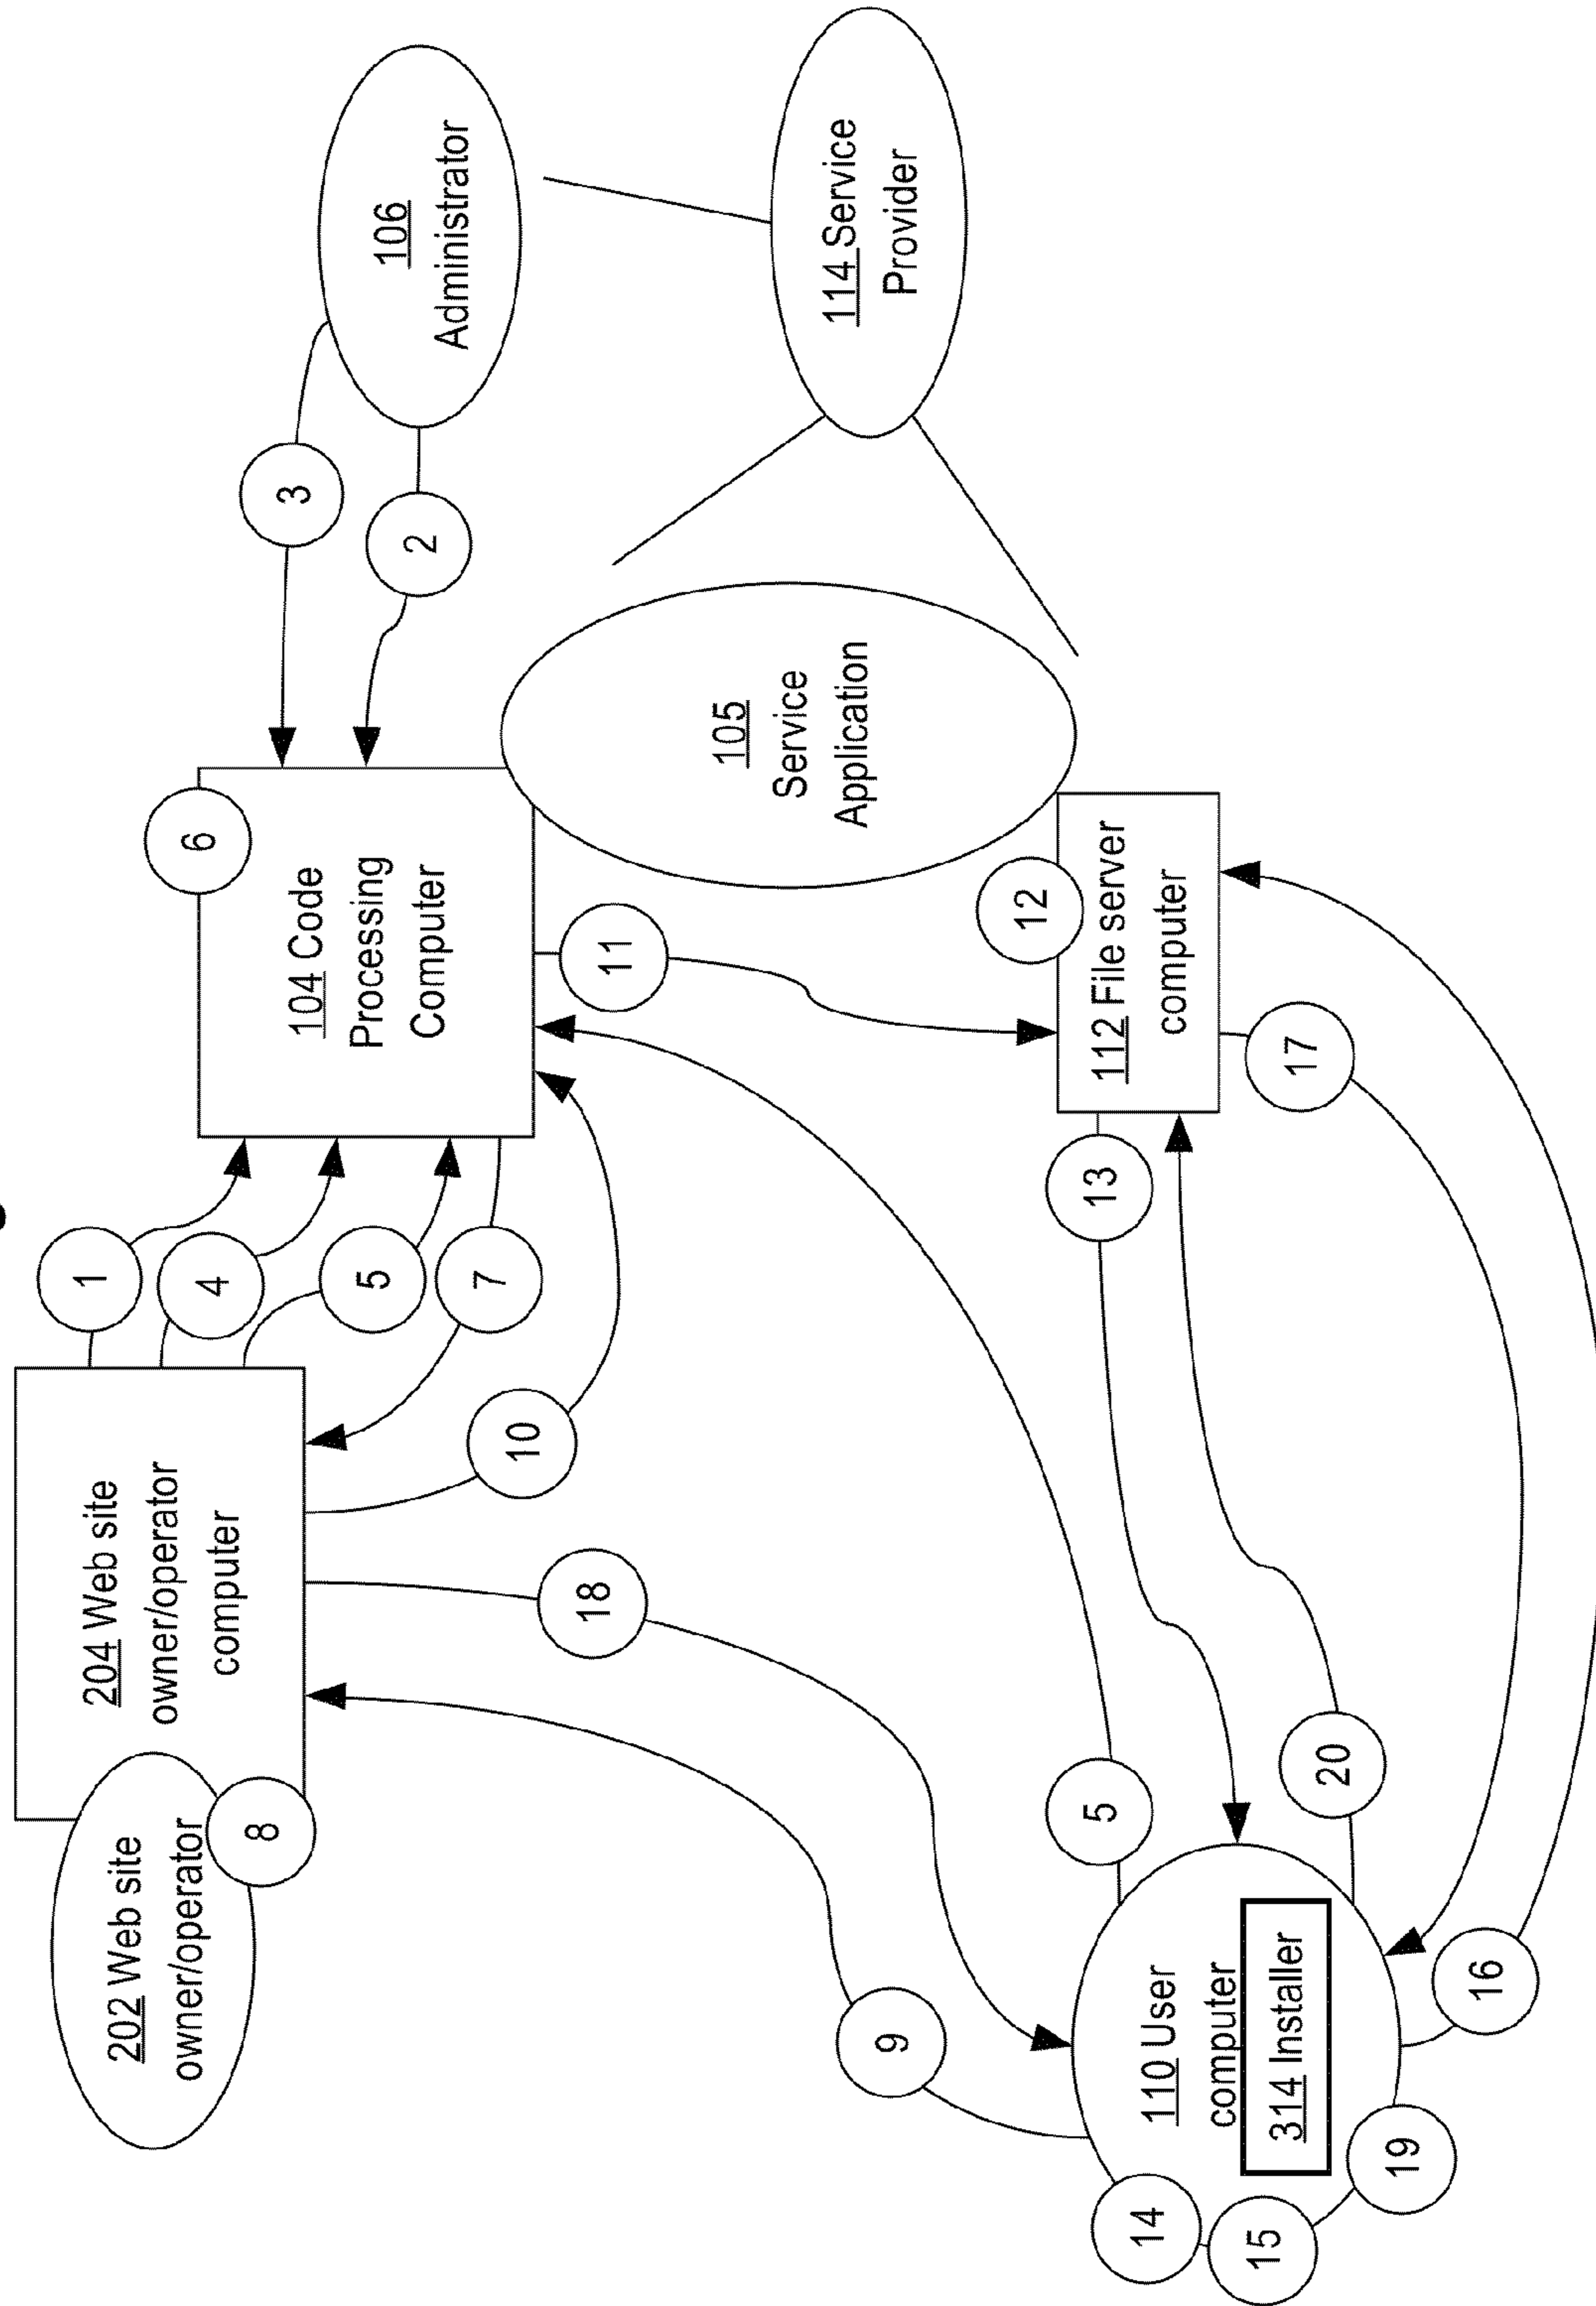 202 Web site
owner/operator
8
204 Web site
owner/operator
computer
1
4
5
7
10
18
9
6
104 Code
Processing
Computer
11
3
2
106
Administrator
105
Service
Application
114 Service
Provider
12
112 File server
computer
13
17
5
20
16
110 User
computer
314 Installer
14
15
19